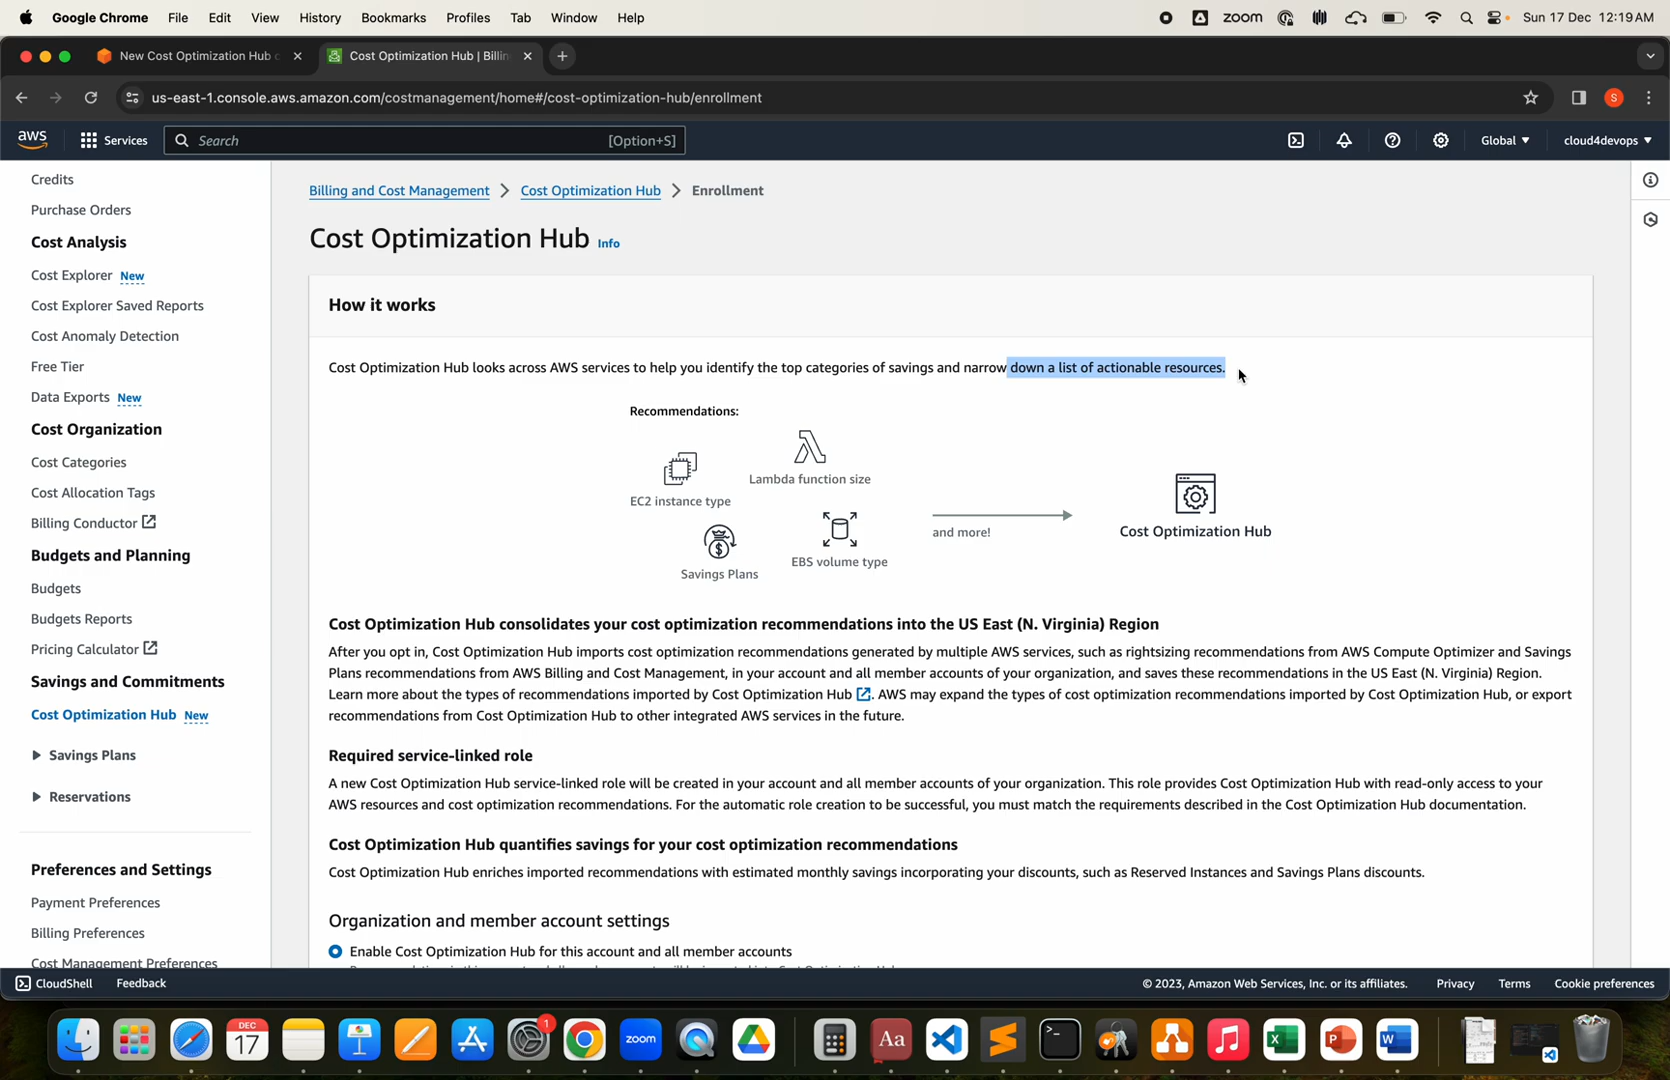 Google Chrome File Edit View History Bookmarks Profiles Tab Window Help zoom Sun 17 Dec 12:19 AM
New Cost Optimization Hub
Cost Optimization Hub | Billin
us-east-1.console.aws.amazon.com/costmanagement/home#/cost-optimization-hub/enrollment
S
aws Services Search [Option+S] Global cloud4devops
Credits
Purchase Orders
Cost Analysis
Cost Explorer New
Cost Explorer Saved Reports
Cost Anomaly Detection
Free Tier
Data Exports New
Cost Organization
Cost Categories
Cost Allocation Tags
Billing Conductor
Budgets and Planning
Budgets
Budgets Reports
Pricing Calculator
Savings and Commitments
Cost Optimization Hub New
Savings Plans
Reservations
Preferences and Settings
Payment Preferences
Billing Preferences
Cost Management Preferences
Billing and Cost Management > Cost Optimization Hub > Enrollment
Cost Optimization Hub Info
How it works
Cost Optimization Hub looks across AWS services to help you identify the top categories of savings and narrow down a list of actionable resources.
Recommendations:
Lambda function size
EC2 instance type
EBS volume type
Savings Plans
and more!
Cost Optimization Hub
Cost Optimization Hub consolidates your cost optimization recommendations into the US East (N. Virginia) Region
After you opt in, Cost Optimization Hub imports cost optimization recommendations generated by multiple AWS services, such as rightsizing recommendations from AWS Compute Optimizer and Savings
Plans recommendations from AWS Billing and Cost Management, in your account and all member accounts of your organization, and saves these recommendations in the US East (N. Virginia) Region.
Learn more about the types of recommendations imported by Cost Optimization Hub . AWS may expand the types of cost optimization recommendations imported by Cost Optimization Hub, or export
recommendations from Cost Optimization Hub to other integrated AWS services in the future.
Required service-linked role
A new Cost Optimization Hub service-linked role will be created in your account and all member accounts of your organization. This role provides Cost Optimization Hub with read-only access to your
AWS resources and cost optimization recommendations. For the automatic role creation to be successful, you must match the requirements described in the Cost Optimization Hub documentation.
Cost Optimization Hub quantifies savings for your cost optimization recommendations
Cost Optimization Hub enriches imported recommendations with estimated monthly savings incorporating your discounts, such as Reserved Instances and Savings Plans discounts.
Organization and member account settings
Enable Cost Optimization Hub for this account and all member accounts
CloudShell Feedback © 2023, Amazon Web Services, Inc. or its affiliates. Privacy Terms Cookie preferences
DEC
17
1
zoom
Aa
X
P
W